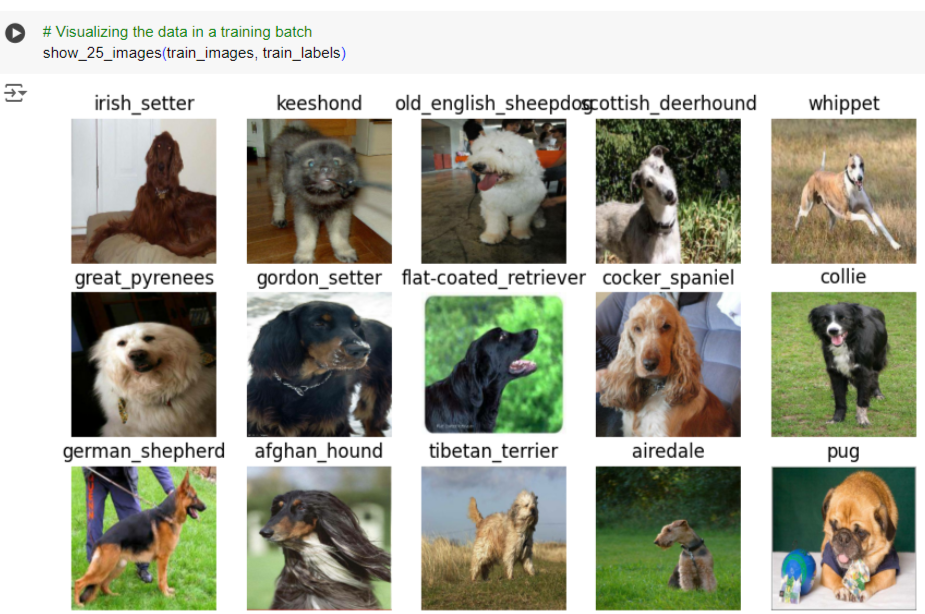 # Visualizing the data in a training batch
show_25_images(train_images, train_labels)
irish_setter keeshond old_english_sheepdog scottish_deerhound whippet
great_pyrenees gordon_setter flat-coated_retriever cocker_spaniel collie
german_shepherd afghan_hound tibetan_terrier airedale pug